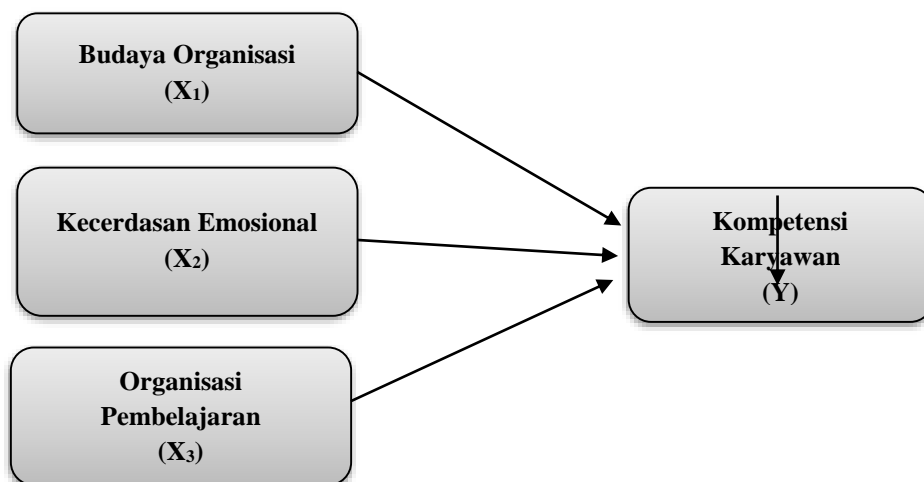 Budaya Organisasi
(X₁)
Kecerdasan Emosional
(X₂)
Organisasi
Pembelajaran
(X₃)
Kompetensi
Karyawan
(Y)